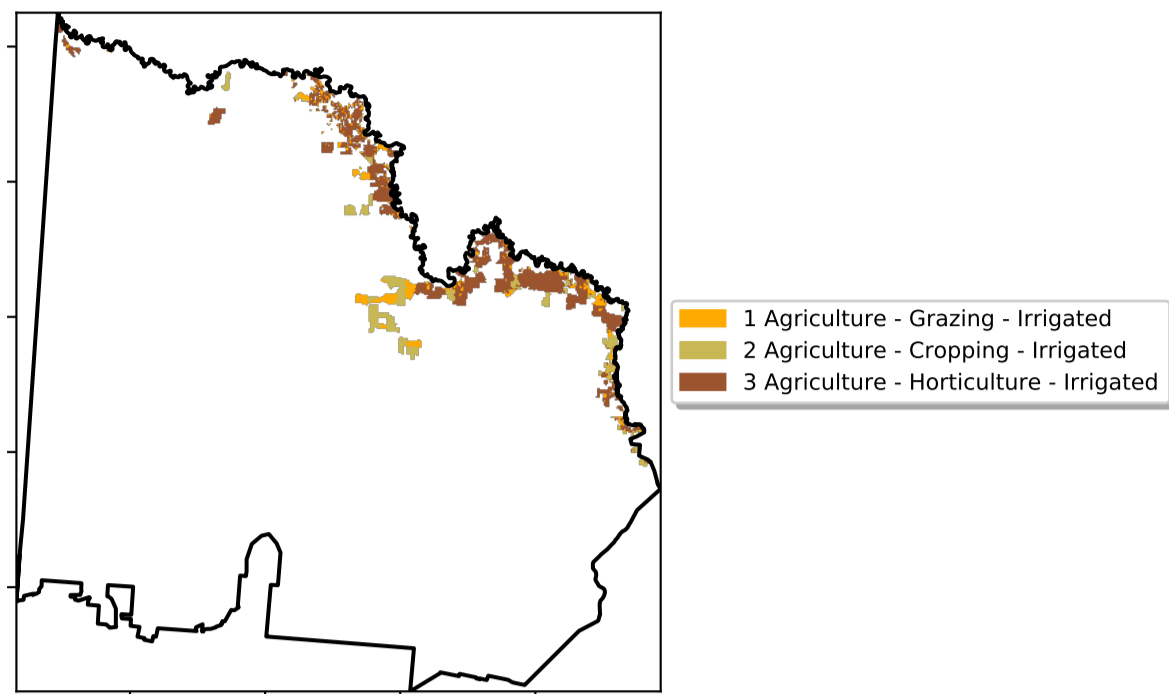 1 Agriculture - Grazing - Irrigated
2 Agriculture - Cropping - Irrigated
3 Agriculture - Horticulture - Irrigated